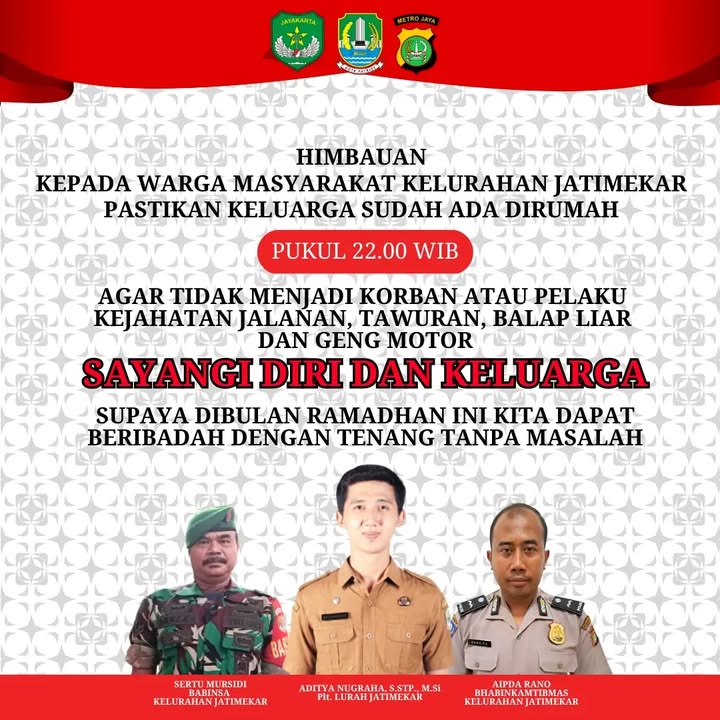 JAYAKARTA
METRO JAYA
HIMBAUAN
KEPADA WARGA MASYARAKAT KELURAHAN JATIMEKAR
PASTIKAN KELUARGA SUDAH ADA DIRUMAH
PUKUL 22.00 WIB
AGAR TIDAK MENJADI KORBAN ATAU PELAKU
KEJAHATAN JALANAN, TAWURAN, BALAP LIAR
DAN GENG MOTOR
SAYANGI DIRI DAN KELUARGA
SUPAYA DIBULAN RAMADHAN INI KITA DAPAT
BERIBADAH DENGAN TENANG TANPA MASALAH
SERTU MURSIDI
BABINSA
KELURAHAN JATIMEKAR
ADITYA NUGRAHA, S.STP., M.Si
Plt. LURAH JATIMEKAR
AIPDA RANO
BHABINKAMTIBMAS
KELURAHAN JATIMEKAR